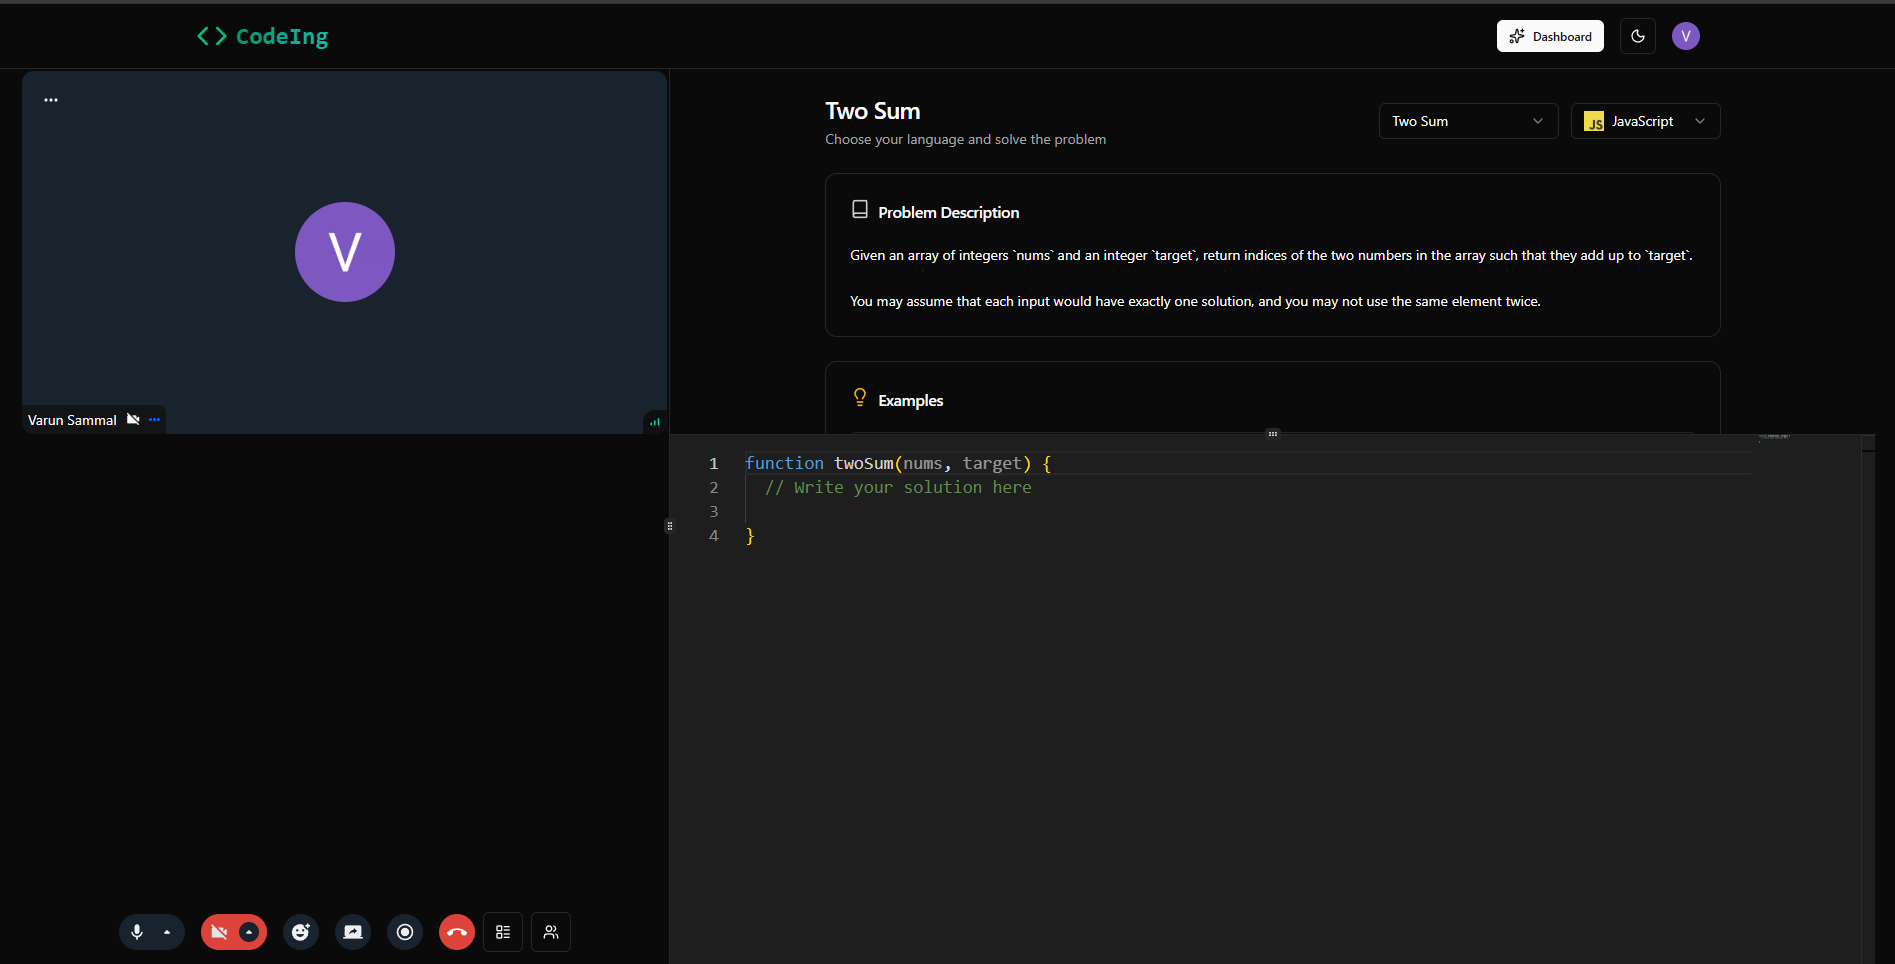 <> CodeIng
Dashboard
V
V
Varun Sammal
Two Sum
Choose your language and solve the problem
Two Sum
JS JavaScript
Problem Description
Given an array of integers `nums` and an integer `target`, return indices of the two numbers in the array such that they add up to `target`.
You may assume that each input would have exactly one solution, and you may not use the same element twice.
Examples
1 function twoSum(nums, target) {
2 // Write your solution here
3
4 }